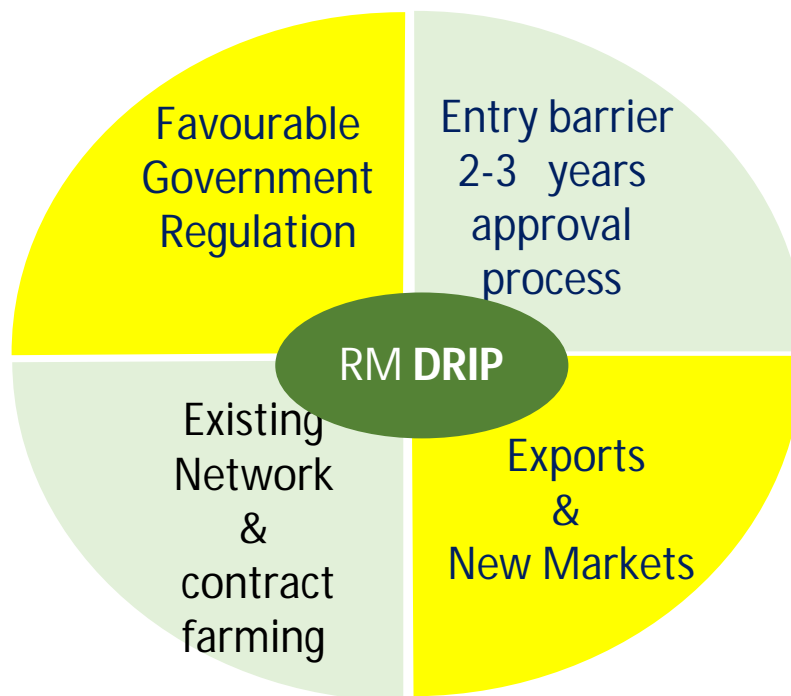 Favourable
Government
Regulation
Entry barrier
2-3 years
approval
process
RM DRIP
Existing
Network
&
contract
farming
Exports
&
New Markets